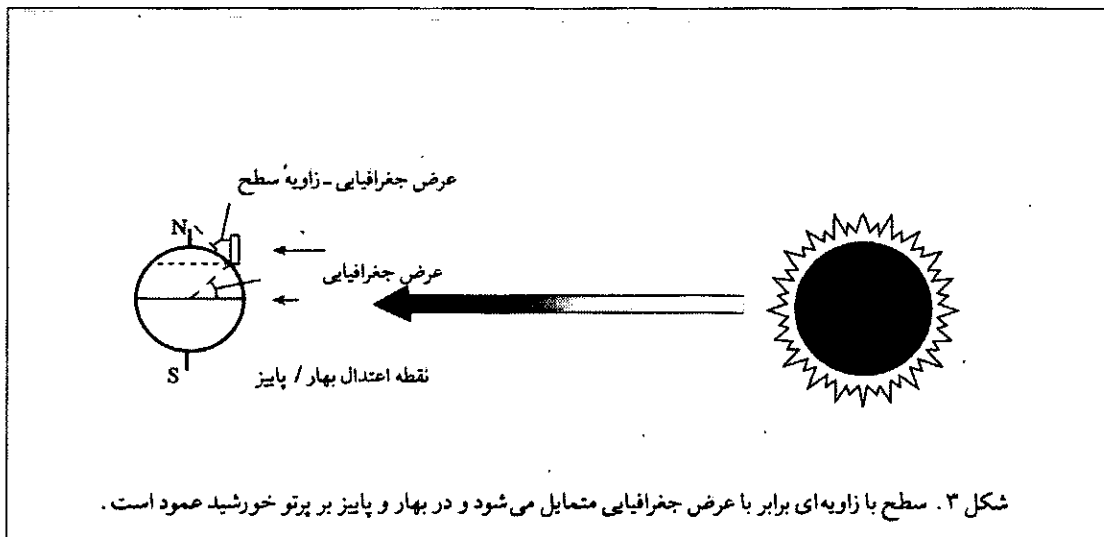 عرض جغرافیایی ـ زاویهٔ سطح
N
عرض جغرافیایی
S
نقطه اعتدال بهار / پاییز
شکل ۳ . سطح با زاویه‌ای برابر با عرض جغرافیایی متمایل می‌شود و در بهار و پاییز بر پرتو خورشید عمود است .